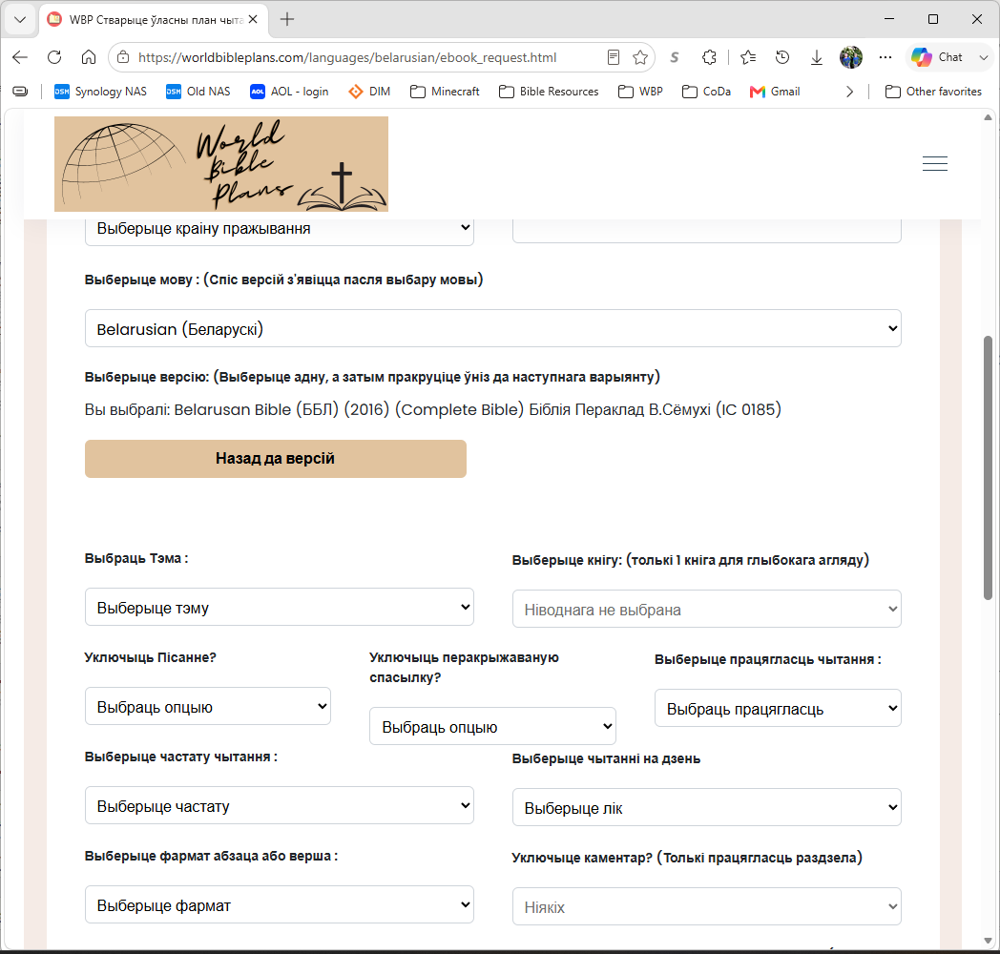 WBP Стварыце ўласны план чыта
https://worldbibleplans.com/languages/belarusian/ebook_request.html
Chat
DSM Synology NAS
DSM Old NAS
AOL AOL - login
DIM
Minecraft
Bible Resources
WBP
CoDa
Gmail
Other favorites
World
Bible
Plans
Выберыце краіну пражывання
Выберыце мову : (Спіс версій з'явіцца пасля выбару мовы)
Belarusian (Беларускі)
Выберыце версію: (Выберыце адну, а затым пракруціце ўніз да наступнага варыянту)
Вы выбралі: Belarusan Bible (ББЛ) (2016) (Complete Bible) Біблія Пераклад В.Сёмухі (IC 0185)
Назад да версій
Выбраць Тэма :
Выберыце кнігу: (толькі 1 кніга для глыбокага агляду)
Выберыце тэму
Ніводнага не выбрана
Уключыць Пісанне?
Уключыць перакрыжаваную
спасылку?
Выберыце працягласць чытання :
Выбраць опцыю
Выбраць опцыю
Выбраць працягласць
Выберыце частату чытання :
Выберыце чытанні на дзень
Выберыце частату
Выберыце лік
Выберыце фармат абзаца або верша :
Уключыце каментар? (Толькі працягласць раздзела)
Выберыце фармат
Ніякіх